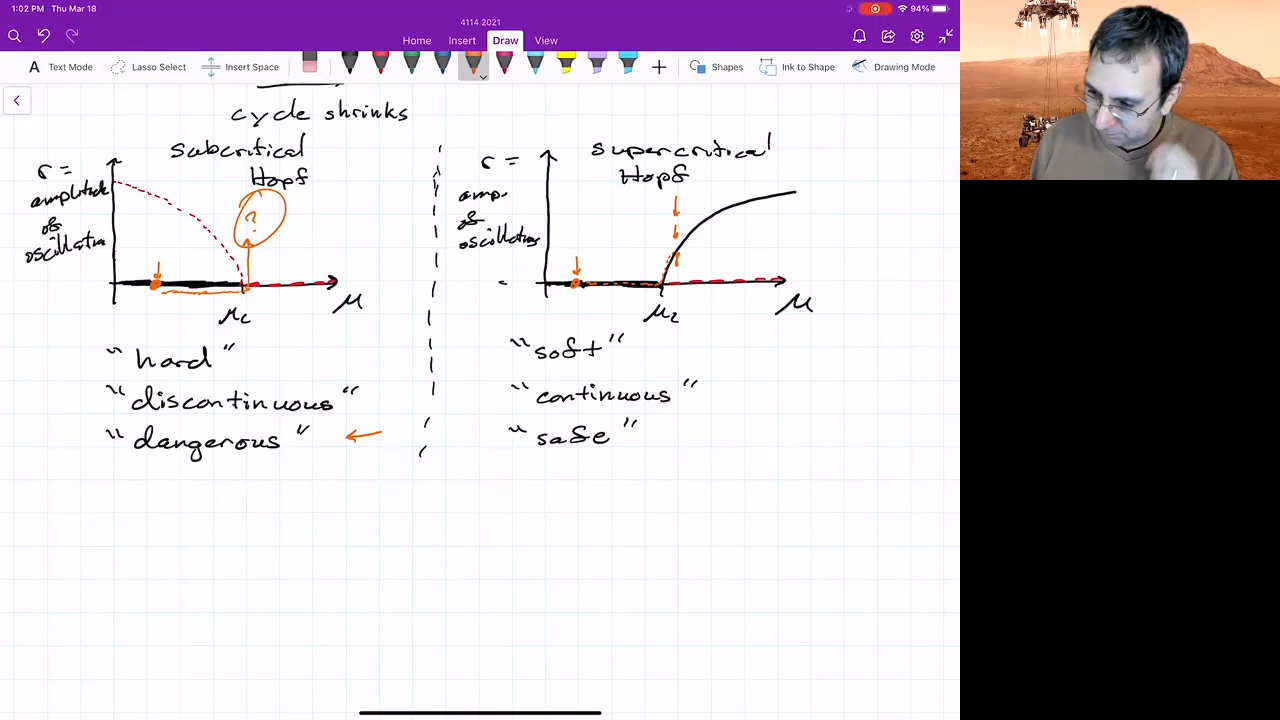 1:02 PM Thu Mar 18
94%
4114 2021
Home Insert Draw View
A Text Mode Lasso Select Insert Space Shapes Ink to Shape Drawing Mode
cycle shrinks
subcritical
Hopf
r =
amplitude
of
oscillation
?
μc
μ
"hard"
"discontinuous"
"dangerous"
supercritical
Hopf
r =
amp.
of
oscillations
μc
μ
"soft"
"continuous"
"safe"